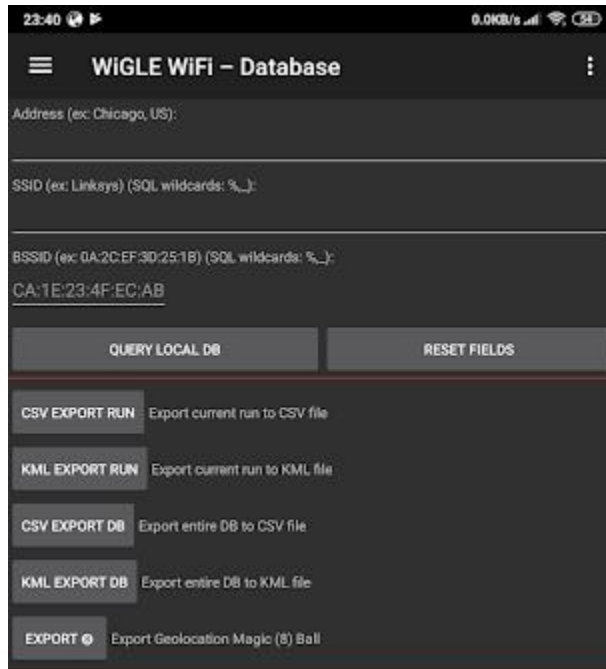 23:40 0.0KB/s 54
WiGLE WiFi – Database
Address (ex: Chicago, US):
SSID (ex: Linksys) (SQL wildcards: %,_):
BSSID (ex: 0A:2C:EF:3D:25:1B) (SQL wildcards: %,_):
CA:1E:23:4F:EC:AB
QUERY LOCAL DB RESET FIELDS
CSV EXPORT RUN Export current run to CSV file
KML EXPORT RUN Export current run to KML file
CSV EXPORT DB Export entire DB to CSV file
KML EXPORT DB Export entire DB to KML file
EXPORT Export Geolocation Magic (8) Ball